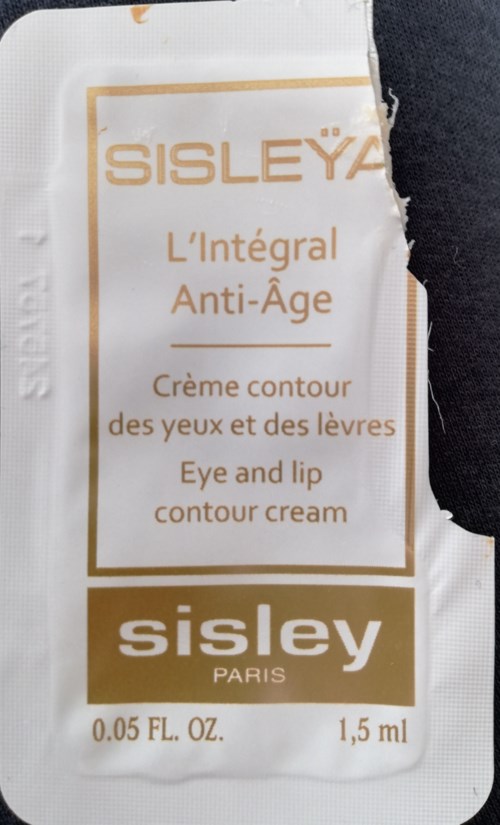 SISLEŸA
L'Intégral
Anti-Âge
Crème contour
des yeux et des lèvres
Eye and lip
contour cream
sisley
PARIS
0.05 FL. OZ. 1,5 ml